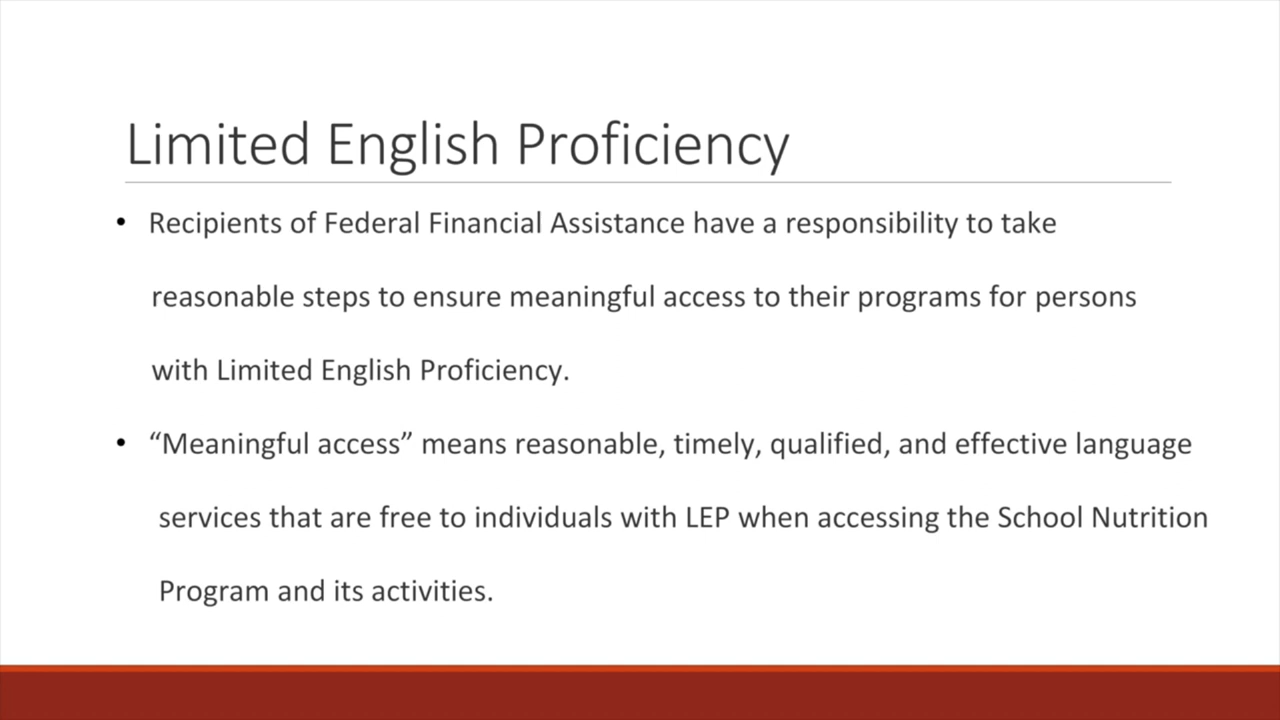 Limited English Proficiency
• Recipients of Federal Financial Assistance have a responsibility to take
reasonable steps to ensure meaningful access to their programs for persons
with Limited English Proficiency.
• “Meaningful access” means reasonable, timely, qualified, and effective language
services that are free to individuals with LEP when accessing the School Nutrition
Program and its activities.